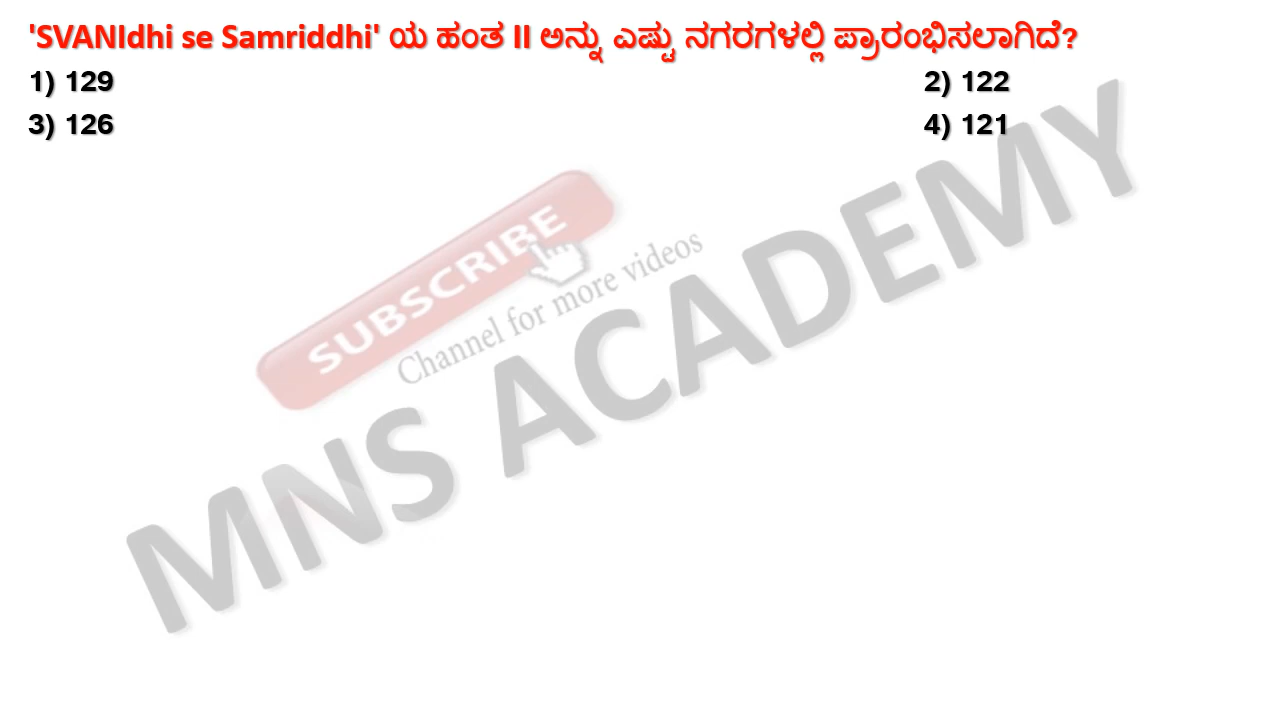 'SVANIdhi se Samriddhi' ಯ ಹಂತ II ಅನ್ನು ಎಷ್ಟು ನಗರಗಳಲ್ಲಿ ಪ್ರಾರಂಭಿಸಲಾಗಿದೆ?
1) 129 2) 122
3) 126 4) 121
SUBSCRIBE
Channel for more videos
MNS ACADEMY